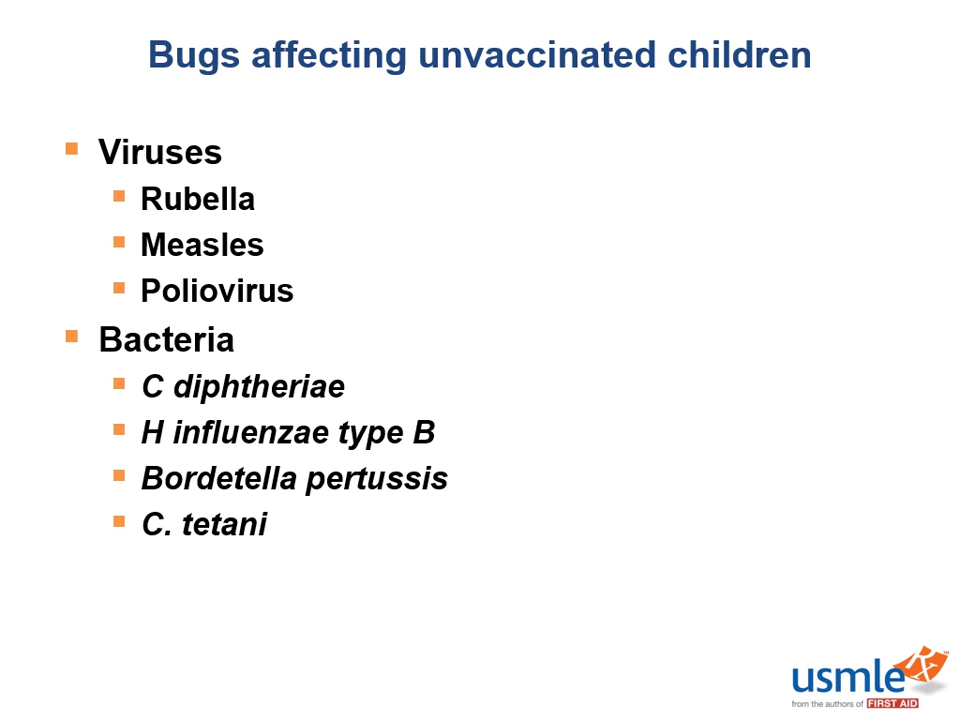 Bugs affecting unvaccinated children
Viruses
Rubella
Measles
Poliovirus
Bacteria
C diphtheriae
H influenzae type B
Bordetella pertussis
C. tetani
usmle Rx™
from the authors of FIRST AID